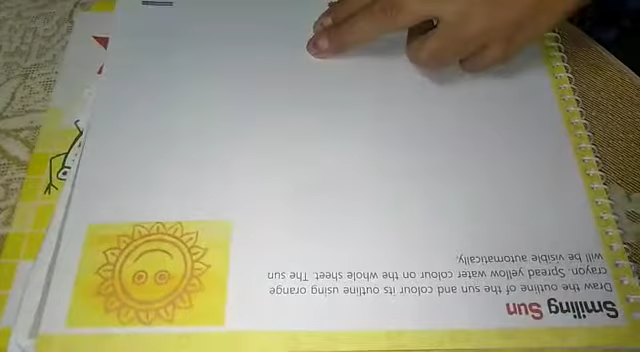 Smiling Sun
Draw the outline of the sun and colour its outline using orange
crayon. Spread yellow water colour on the whole sheet. The sun
will be visible automatically.